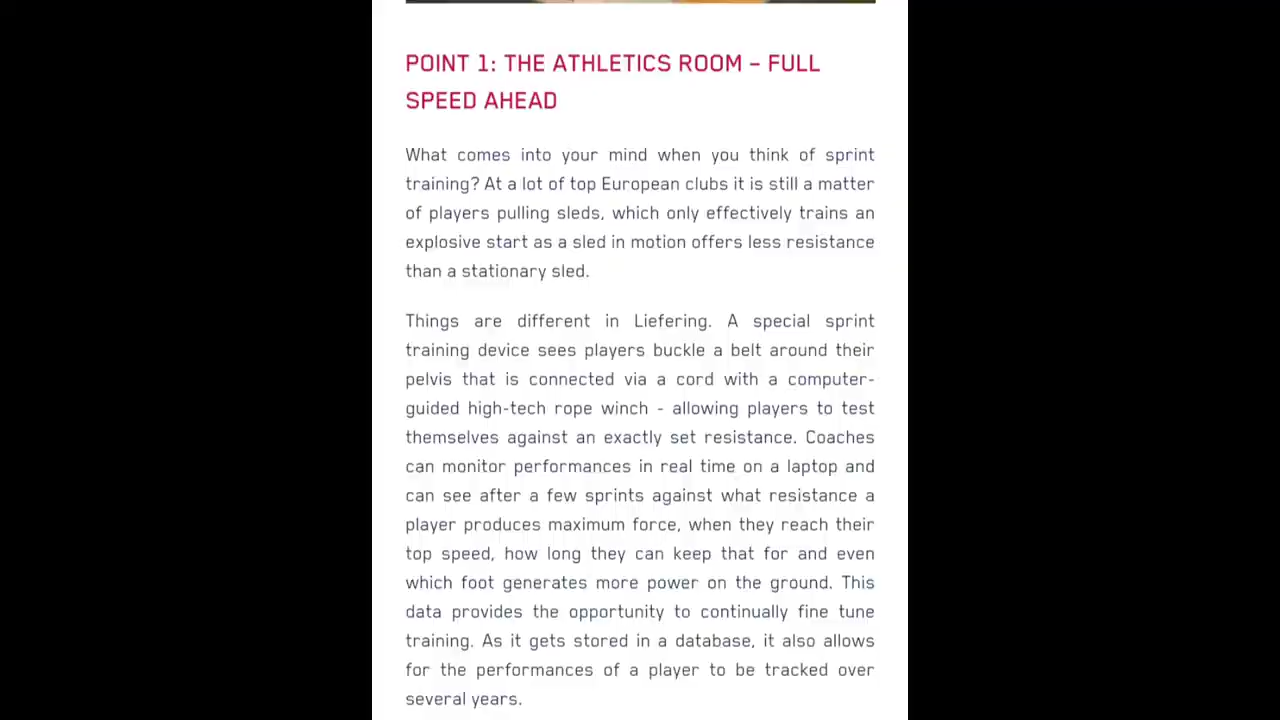 POINT 1: THE ATHLETICS ROOM – FULL
SPEED AHEAD
What comes into your mind when you think of sprint
training? At a lot of top European clubs it is still a matter
of players pulling sleds, which only effectively trains an
explosive start as a sled in motion offers less resistance
than a stationary sled.
Things are different in Liefering. A special sprint
training device sees players buckle a belt around their
pelvis that is connected via a cord with a computer-
guided high-tech rope winch - allowing players to test
themselves against an exactly set resistance. Coaches
can monitor performances in real time on a laptop and
can see after a few sprints against what resistance a
player produces maximum force, when they reach their
top speed, how long they can keep that for and even
which foot generates more power on the ground. This
data provides the opportunity to continually fine tune
training. As it gets stored in a database, it also allows
for the performances of a player to be tracked over
several years.